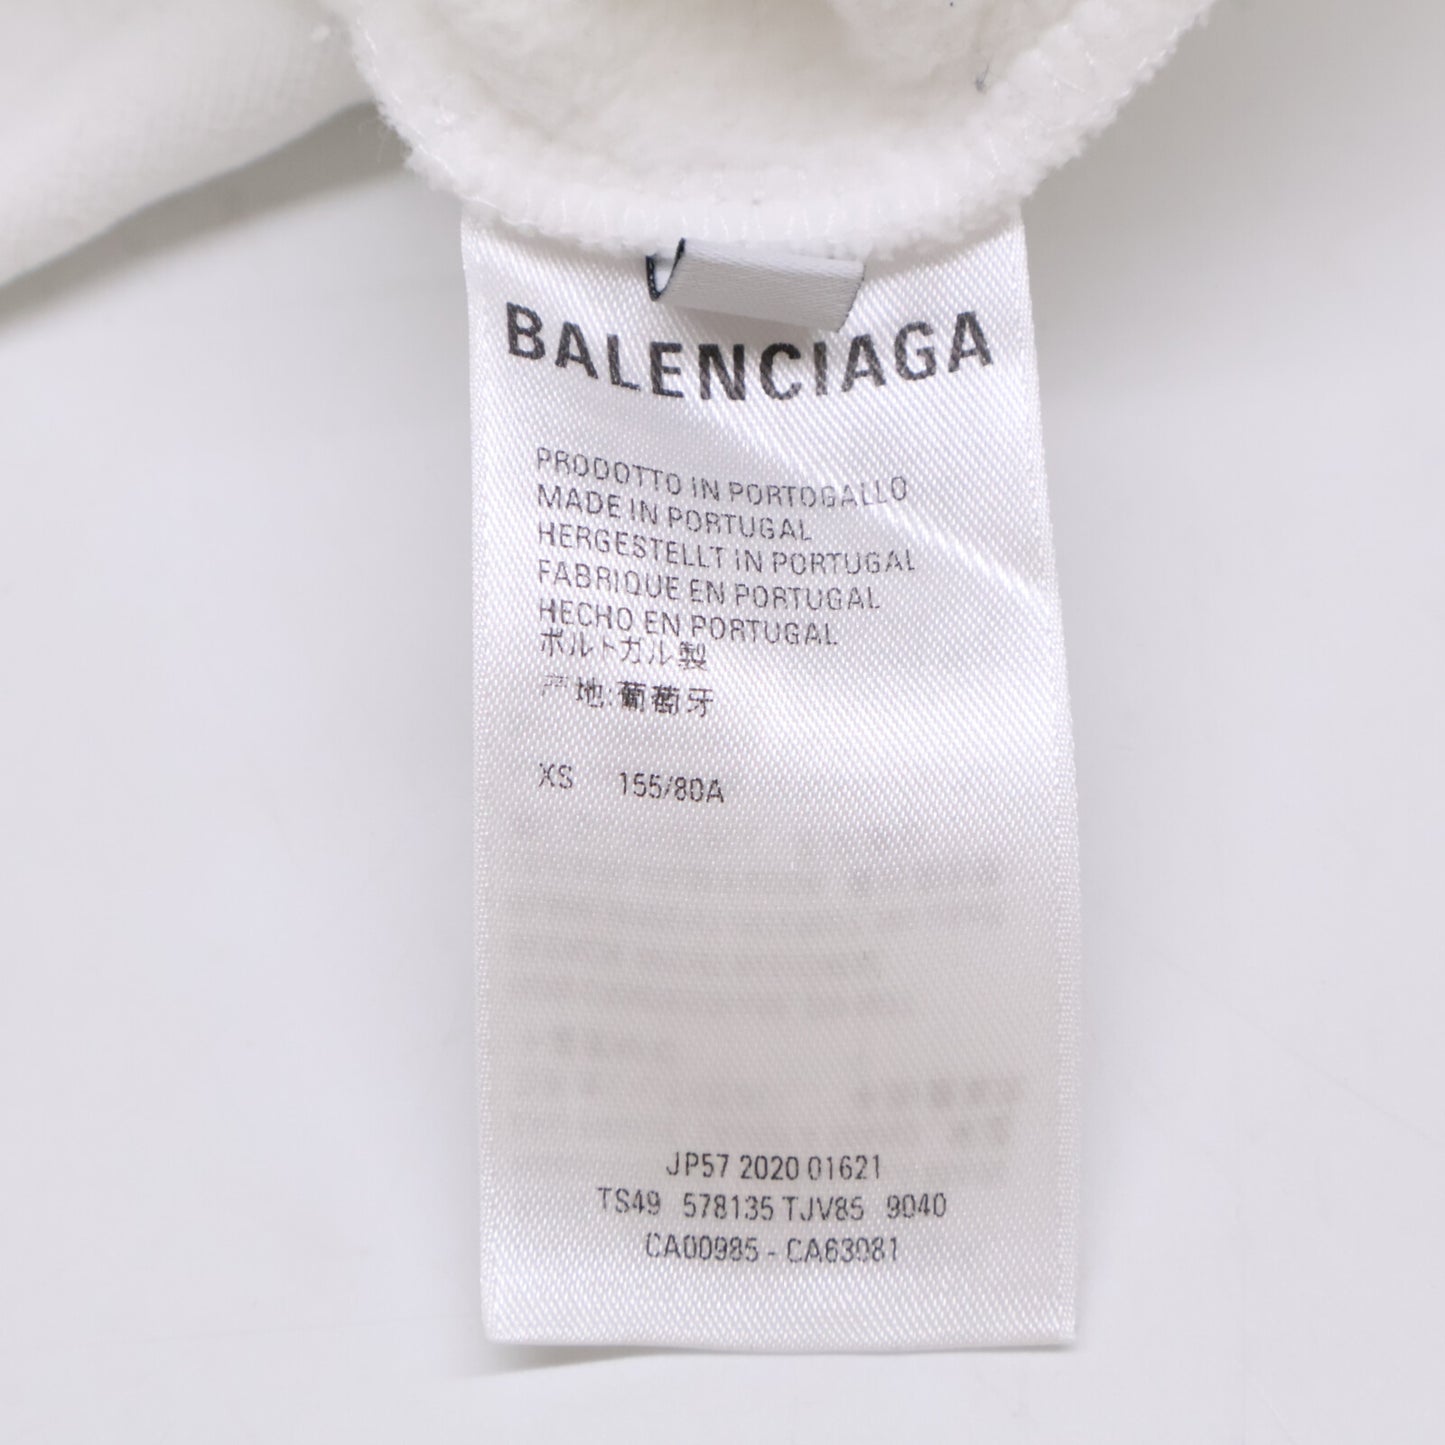 BALENCIAGA
PRODOTTO IN PORTOGALLO
MADE IN PORTUGAL
HERGESTELLT IN PORTUGAL
FABRIQUE EN PORTUGAL
HECHO EN PORTUGAL
ポルトガル製
产地:葡萄牙
XS 155/80A
JP57 2020 01621
TS49 578135 TJV85 9040
CA00985 - CA63081